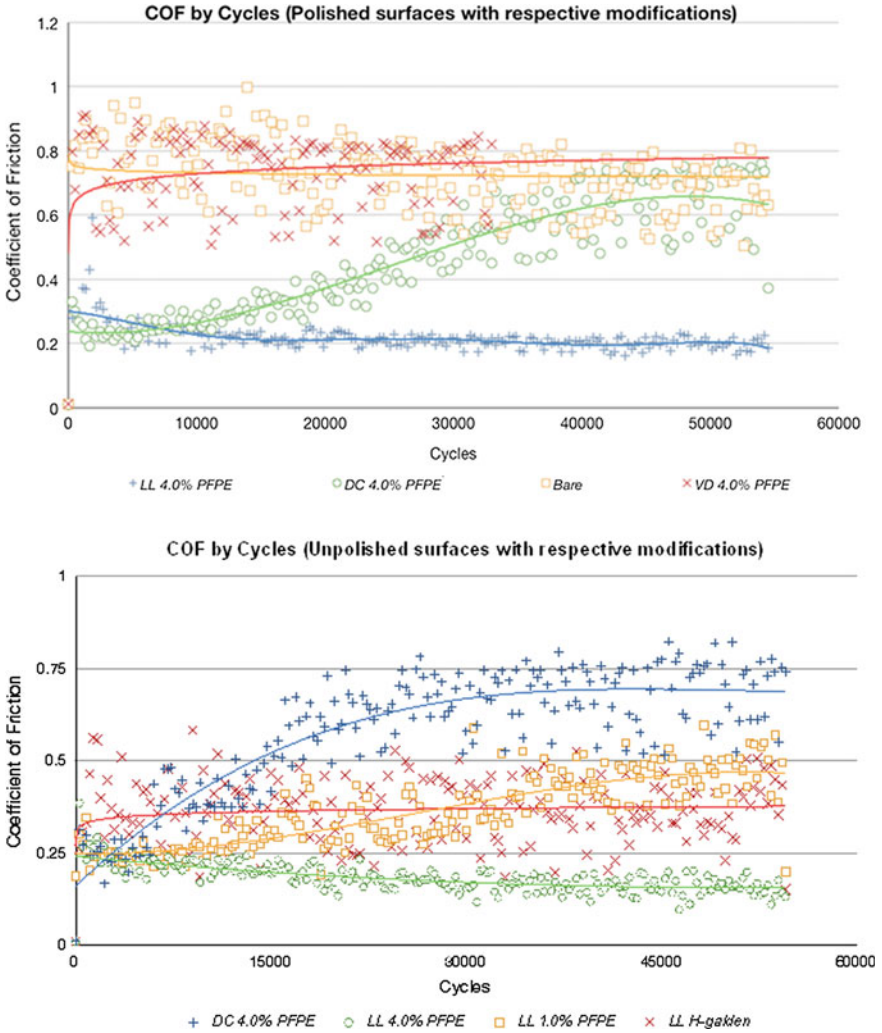 COF by Cycles (Polished surfaces with respective modifications)
1.2
1
0.8
0.6
0.4
0.2
0
Coefficient of Friction
0 10000 20000 30000 40000 50000 60000
Cycles
LL 4.0% PFPE DC 4.0% PFPE Bare VD 4.0% PFPE
COF by Cycles (Unpolished surfaces with respective modifications)
1
0.75
0.5
0.25
0
Coefficient of Friction
0 15000 30000 45000 60000
Cycles
DC 4.0% PFPE LL 4.0% PFPE LL 1.0% PFPE LL H-galden